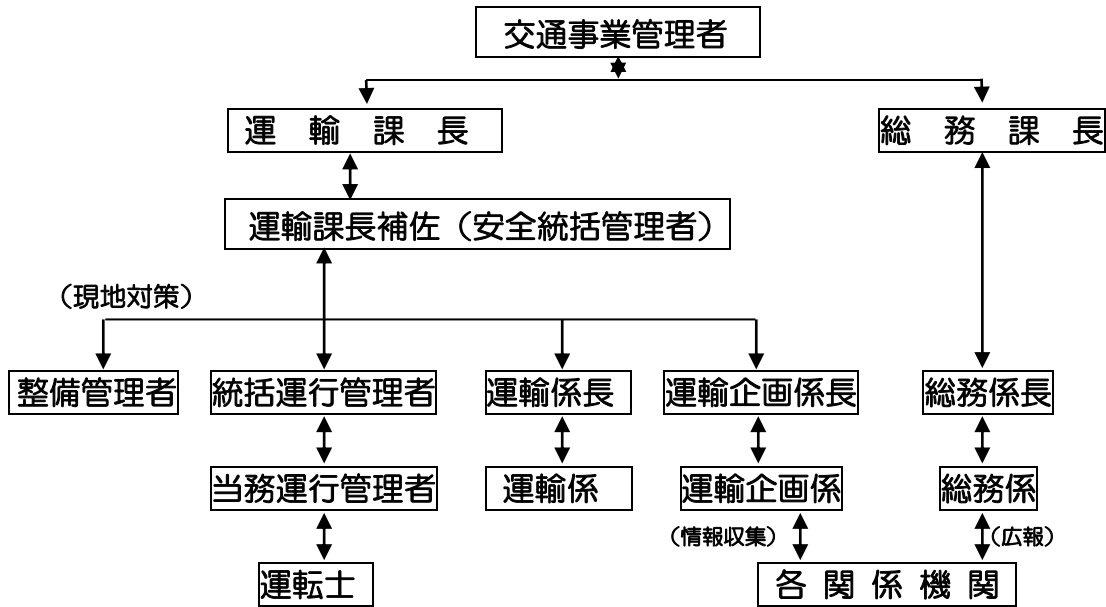 交通事業管理者
運　輸　課　長
総　務　課　長
運輸課長補佐（安全統括管理者）
（現地対策）
整備管理者
統括運行管理者
運輸係長
運輸企画係長
総務係長
当務運行管理者
運輸係
運輸企画係
総務係
（情報収集）
（広報）
運転士
各 関 係 機 関